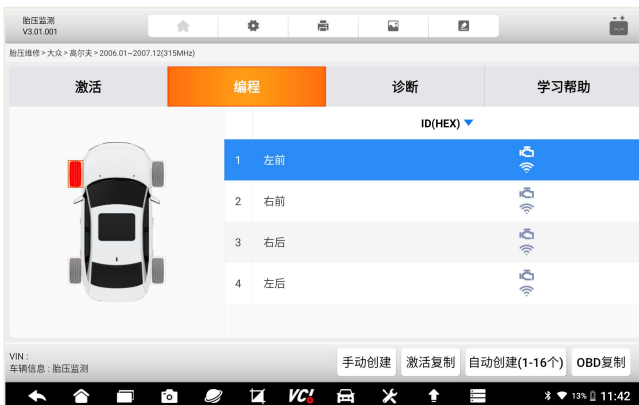 胎压监测
V3.01.001
胎压维修 > 大众 > 高尔夫 > 2006.01~2007.12(315MHz)
激活 编程 诊断 学习帮助
ID(HEX)
1 左前
2 右前
3 右后
4 左后
VIN :
车辆信息 : 胎压监测
手动创建 激活复制 自动创建(1-16个) OBD复制
VCI 13% 11:42